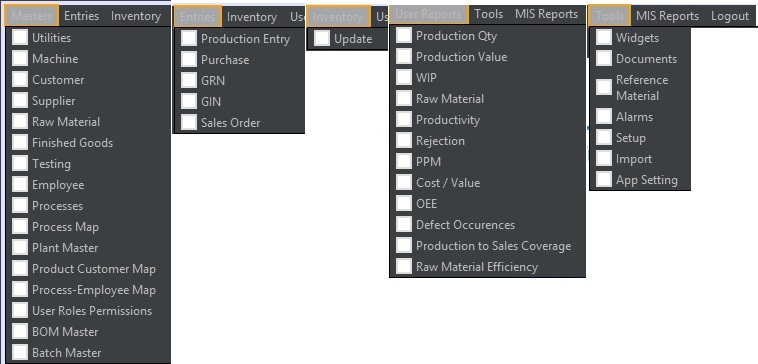 Masters Entries Inventory
Utilities
Machine
Customer
Supplier
Raw Material
Finished Goods
Testing
Employee
Processes
Process Map
Plant Master
Product Customer Map
Process-Employee Map
User Roles Permissions
BOM Master
Batch Master
Entries Inventory Use
Production Entry
Purchase
GRN
GIN
Sales Order
Inventory Us
Update
User Reports Tools MIS Reports
Production Qty
Production Value
WIP
Raw Material
Productivity
Rejection
PPM
Cost / Value
OEE
Defect Occurences
Production to Sales Coverage
Raw Material Efficiency
Tools MIS Reports Logout
Widgets
Documents
Reference
Material
Alarms
Setup
Import
App Setting